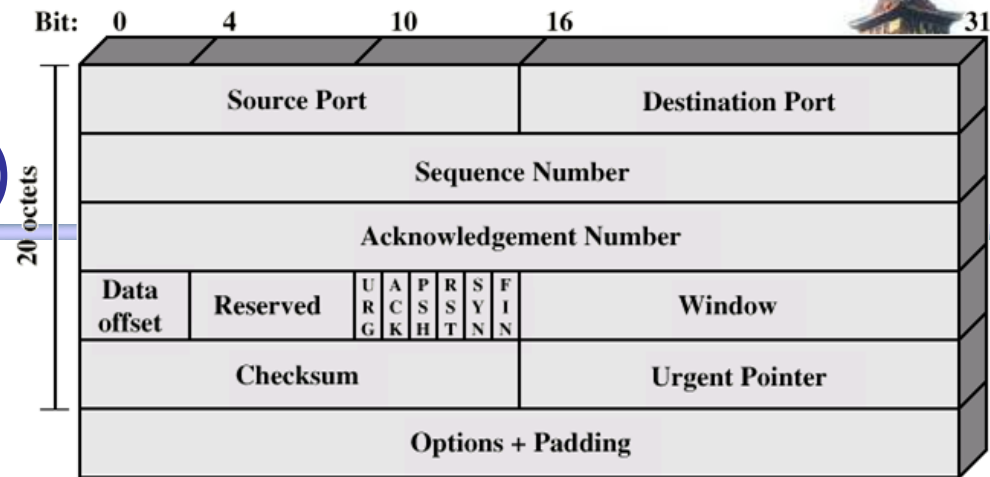 Bit: 0 4 10 16 31
Source Port Destination Port
Sequence Number
Acknowledgement Number
Data offset Reserved URG ACK PSH RST SYN FIN Window
Checksum Urgent Pointer
Options + Padding
20 octets